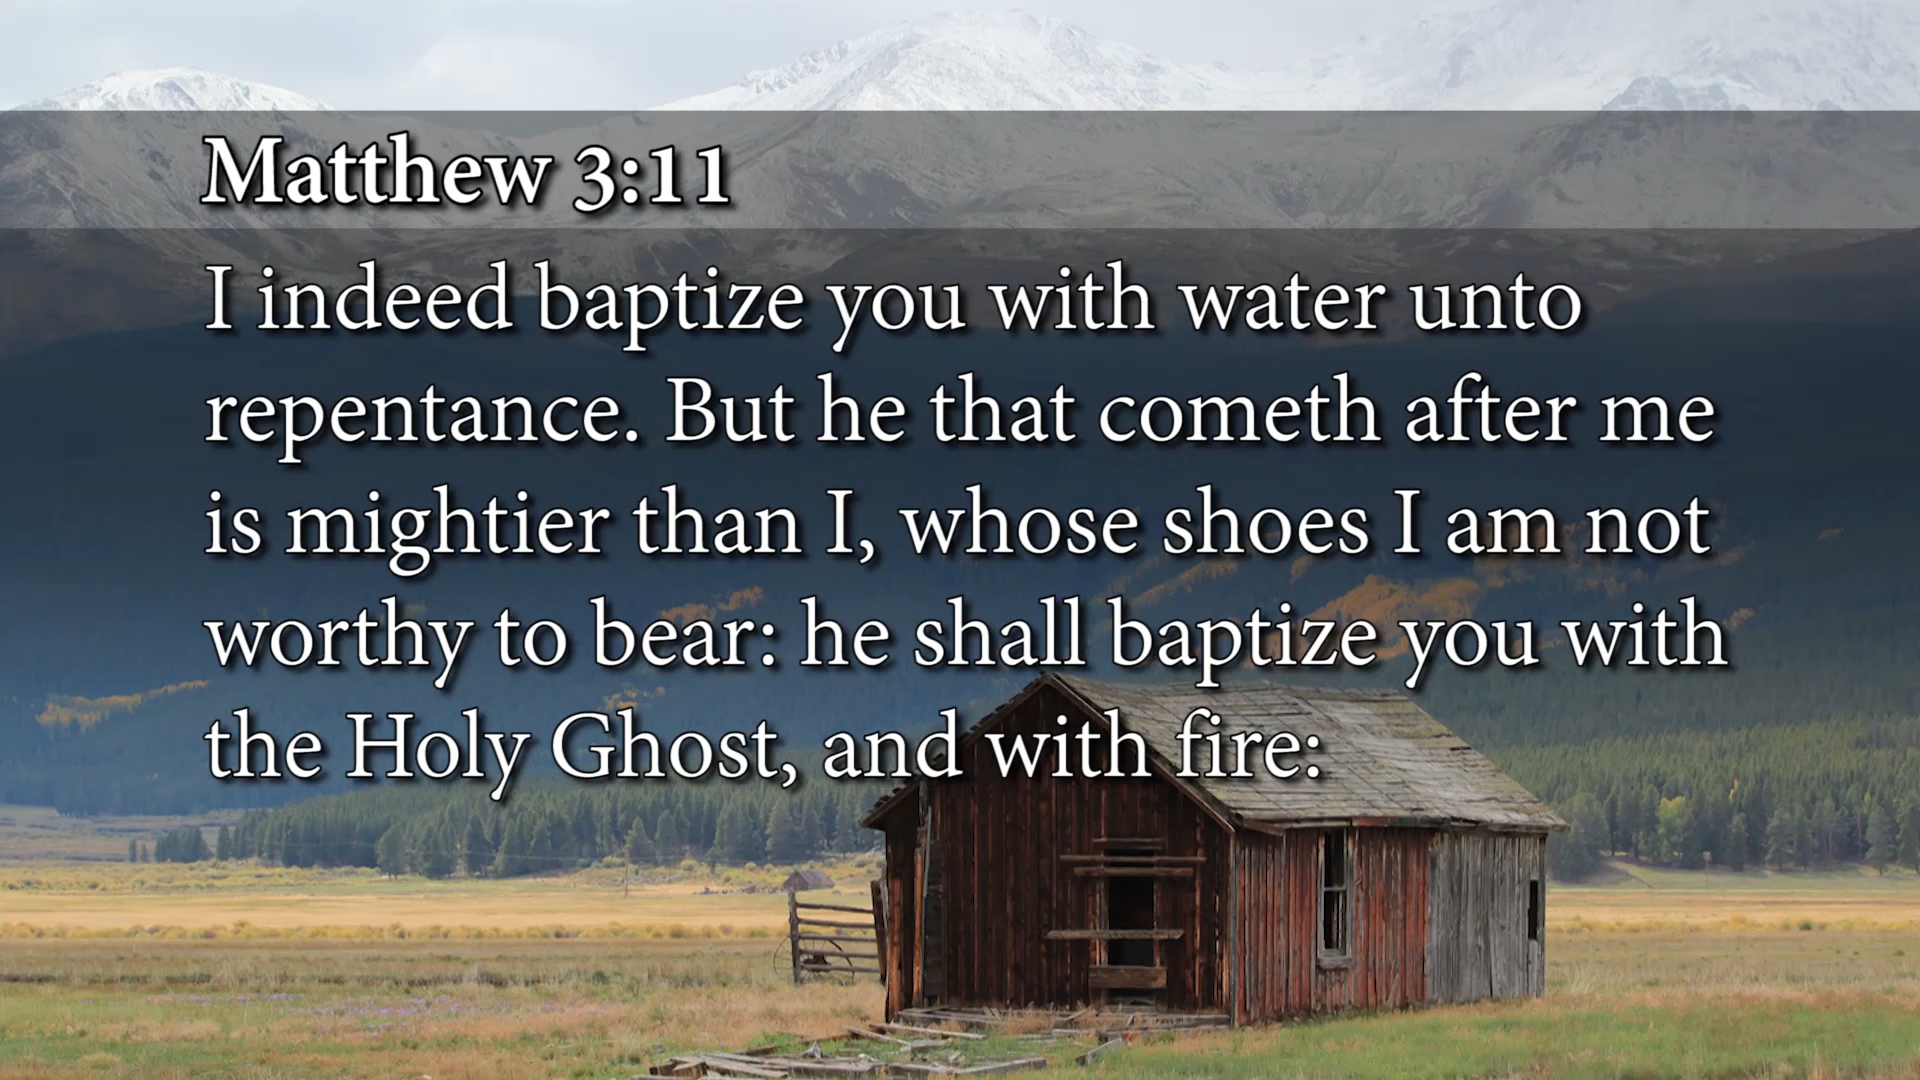 Matthew 3:11
I indeed baptize you with water unto
repentance. But he that cometh after me
is mightier than I, whose shoes I am not
worthy to bear: he shall baptize you with
the Holy Ghost, and with fire: